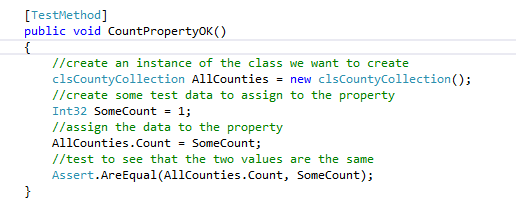 [TestMethod]
public void CountPropertyOK()
{
//create an instance of the class we want to create
clsCountyCollection AllCounties = new clsCountyCollection();
//create some test data to assign to the property
Int32 SomeCount = 1;
//assign the data to the property
AllCounties.Count = SomeCount;
//test to see that the two values are the same
Assert.AreEqual(AllCounties.Count, SomeCount);
}